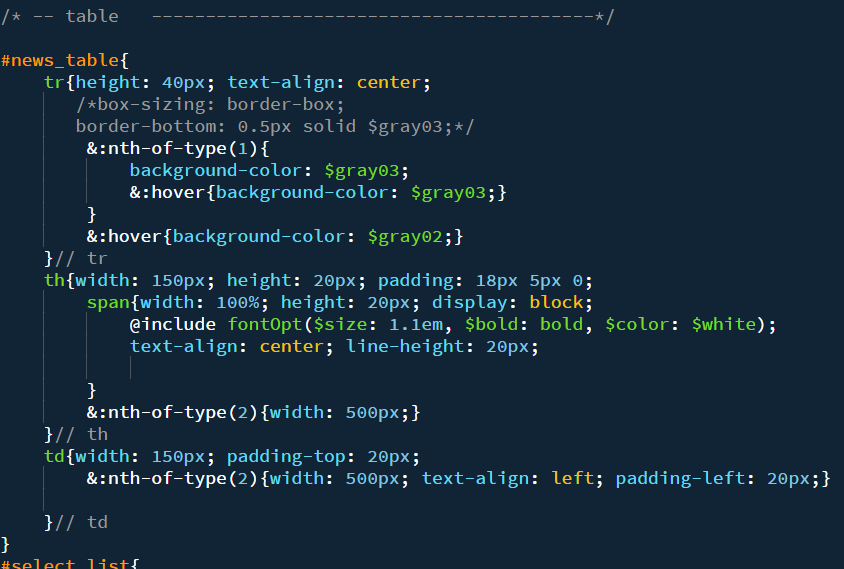 /* -- table   -----------------------------------------*/
#news_table{
tr{height: 40px; text-align: center;
/*box-sizing: border-box;
border-bottom: 0.5px solid $gray03;*/
&:nth-of-type(1){
background-color: $gray03;
&:hover{background-color: $gray03;}
}
&:hover{background-color: $gray02;}
}// tr
th{width: 150px; height: 20px; padding: 18px 5px 0;
span{width: 100%; height: 20px; display: block;
@include fontOpt($size: 1.1em, $bold: bold, $color: $white);
text-align: center; line-height: 20px;
}
&:nth-of-type(2){width: 500px;}
}// th
td{width: 150px; padding-top: 20px;
&:nth-of-type(2){width: 500px; text-align: left; padding-left: 20px;}
}// td
}
#select_list{